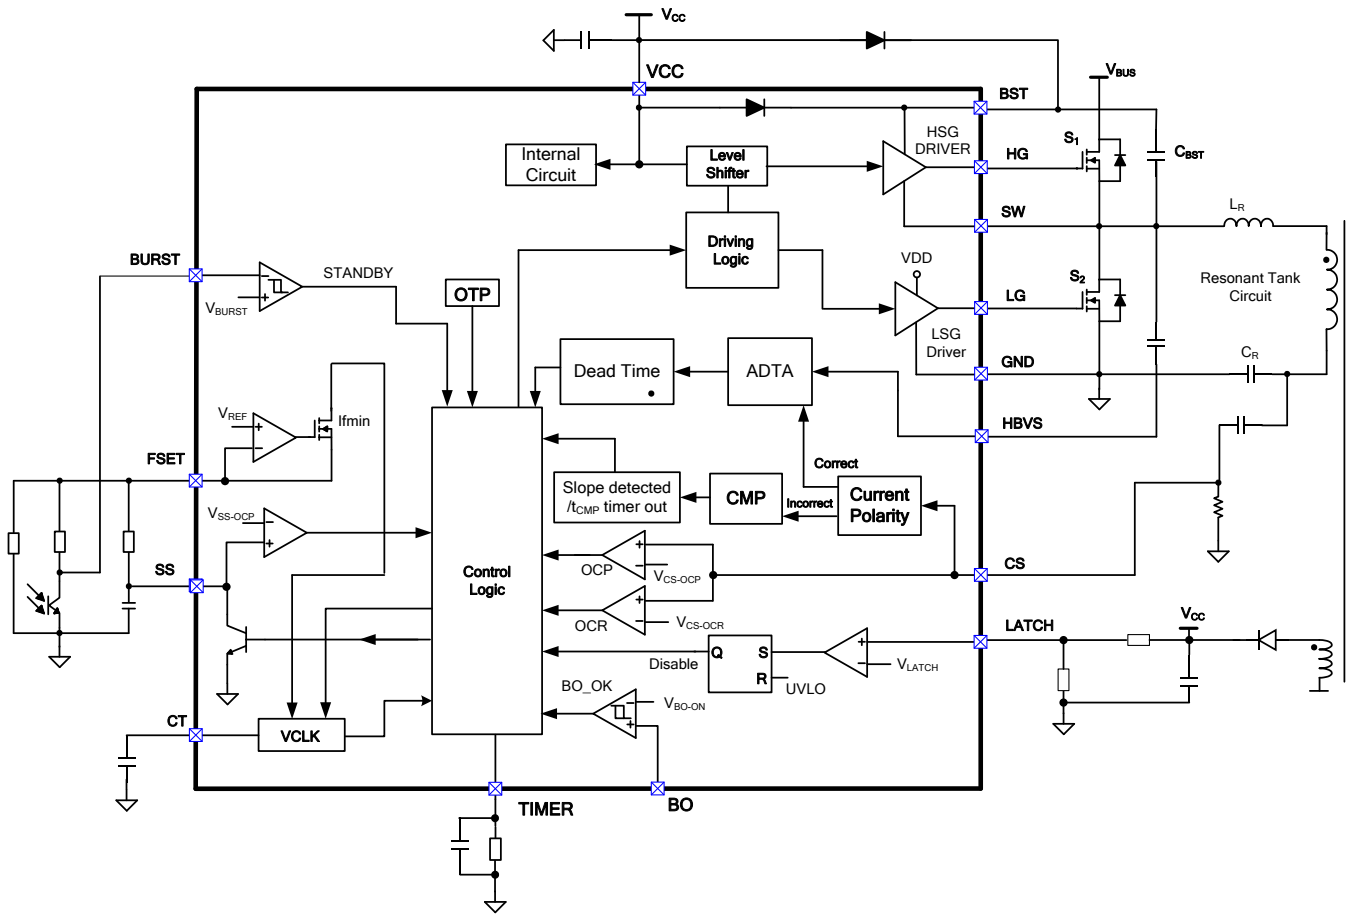 VCC
VCC
BST
VBUS
HSG
DRIVER
S1
HG
CBST
Internal
Circuit
Level
Shifter
SW
LR
BURST
STANDBY
Driving
Logic
VDD
S2
Resonant Tank
Circuit
VBURST
OTP
LG
LSG
Driver
GND
CR
Dead Time
ADTA
VREF
Ifmin
HBVS
FSET
Correct
Slope detected
/tCMP timer out
CMP
Incorrect
Current
Polarity
VSS-OCP
SS
Control
Logic
OCP
VCS-OCP
CS
OCR
VCS-OCR
LATCH
VCC
Disable
Q
S
R
UVLO
VLATCH
BO_OK
VBO-ON
CT
VCLK
TIMER
BO